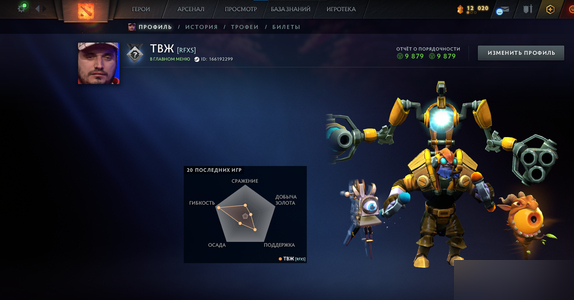 ГЕРОИ АРСЕНАЛ ПРОСМОТР БАЗА ЗНАНИЙ ИГРОТЕКА
12 020
ПРОФИЛЬ / ИСТОРИЯ / ТРОФЕИ / БИЛЕТЫ
ТВЖ [RFXS]
В ГЛАВНОМ МЕНЮ ID: 166192299
ОТЧЁТ О ПОРЯДОЧНОСТИ
9 879 9 879
ИЗМЕНИТЬ ПРОФИЛЬ
20 ПОСЛЕДНИХ ИГР
СРАЖЕНИЕ
ГИБКОСТЬ
ДОБЫЧА
ЗОЛОТА
ОСАДА
ПОДДЕРЖКА
ТВЖ [RFXS]